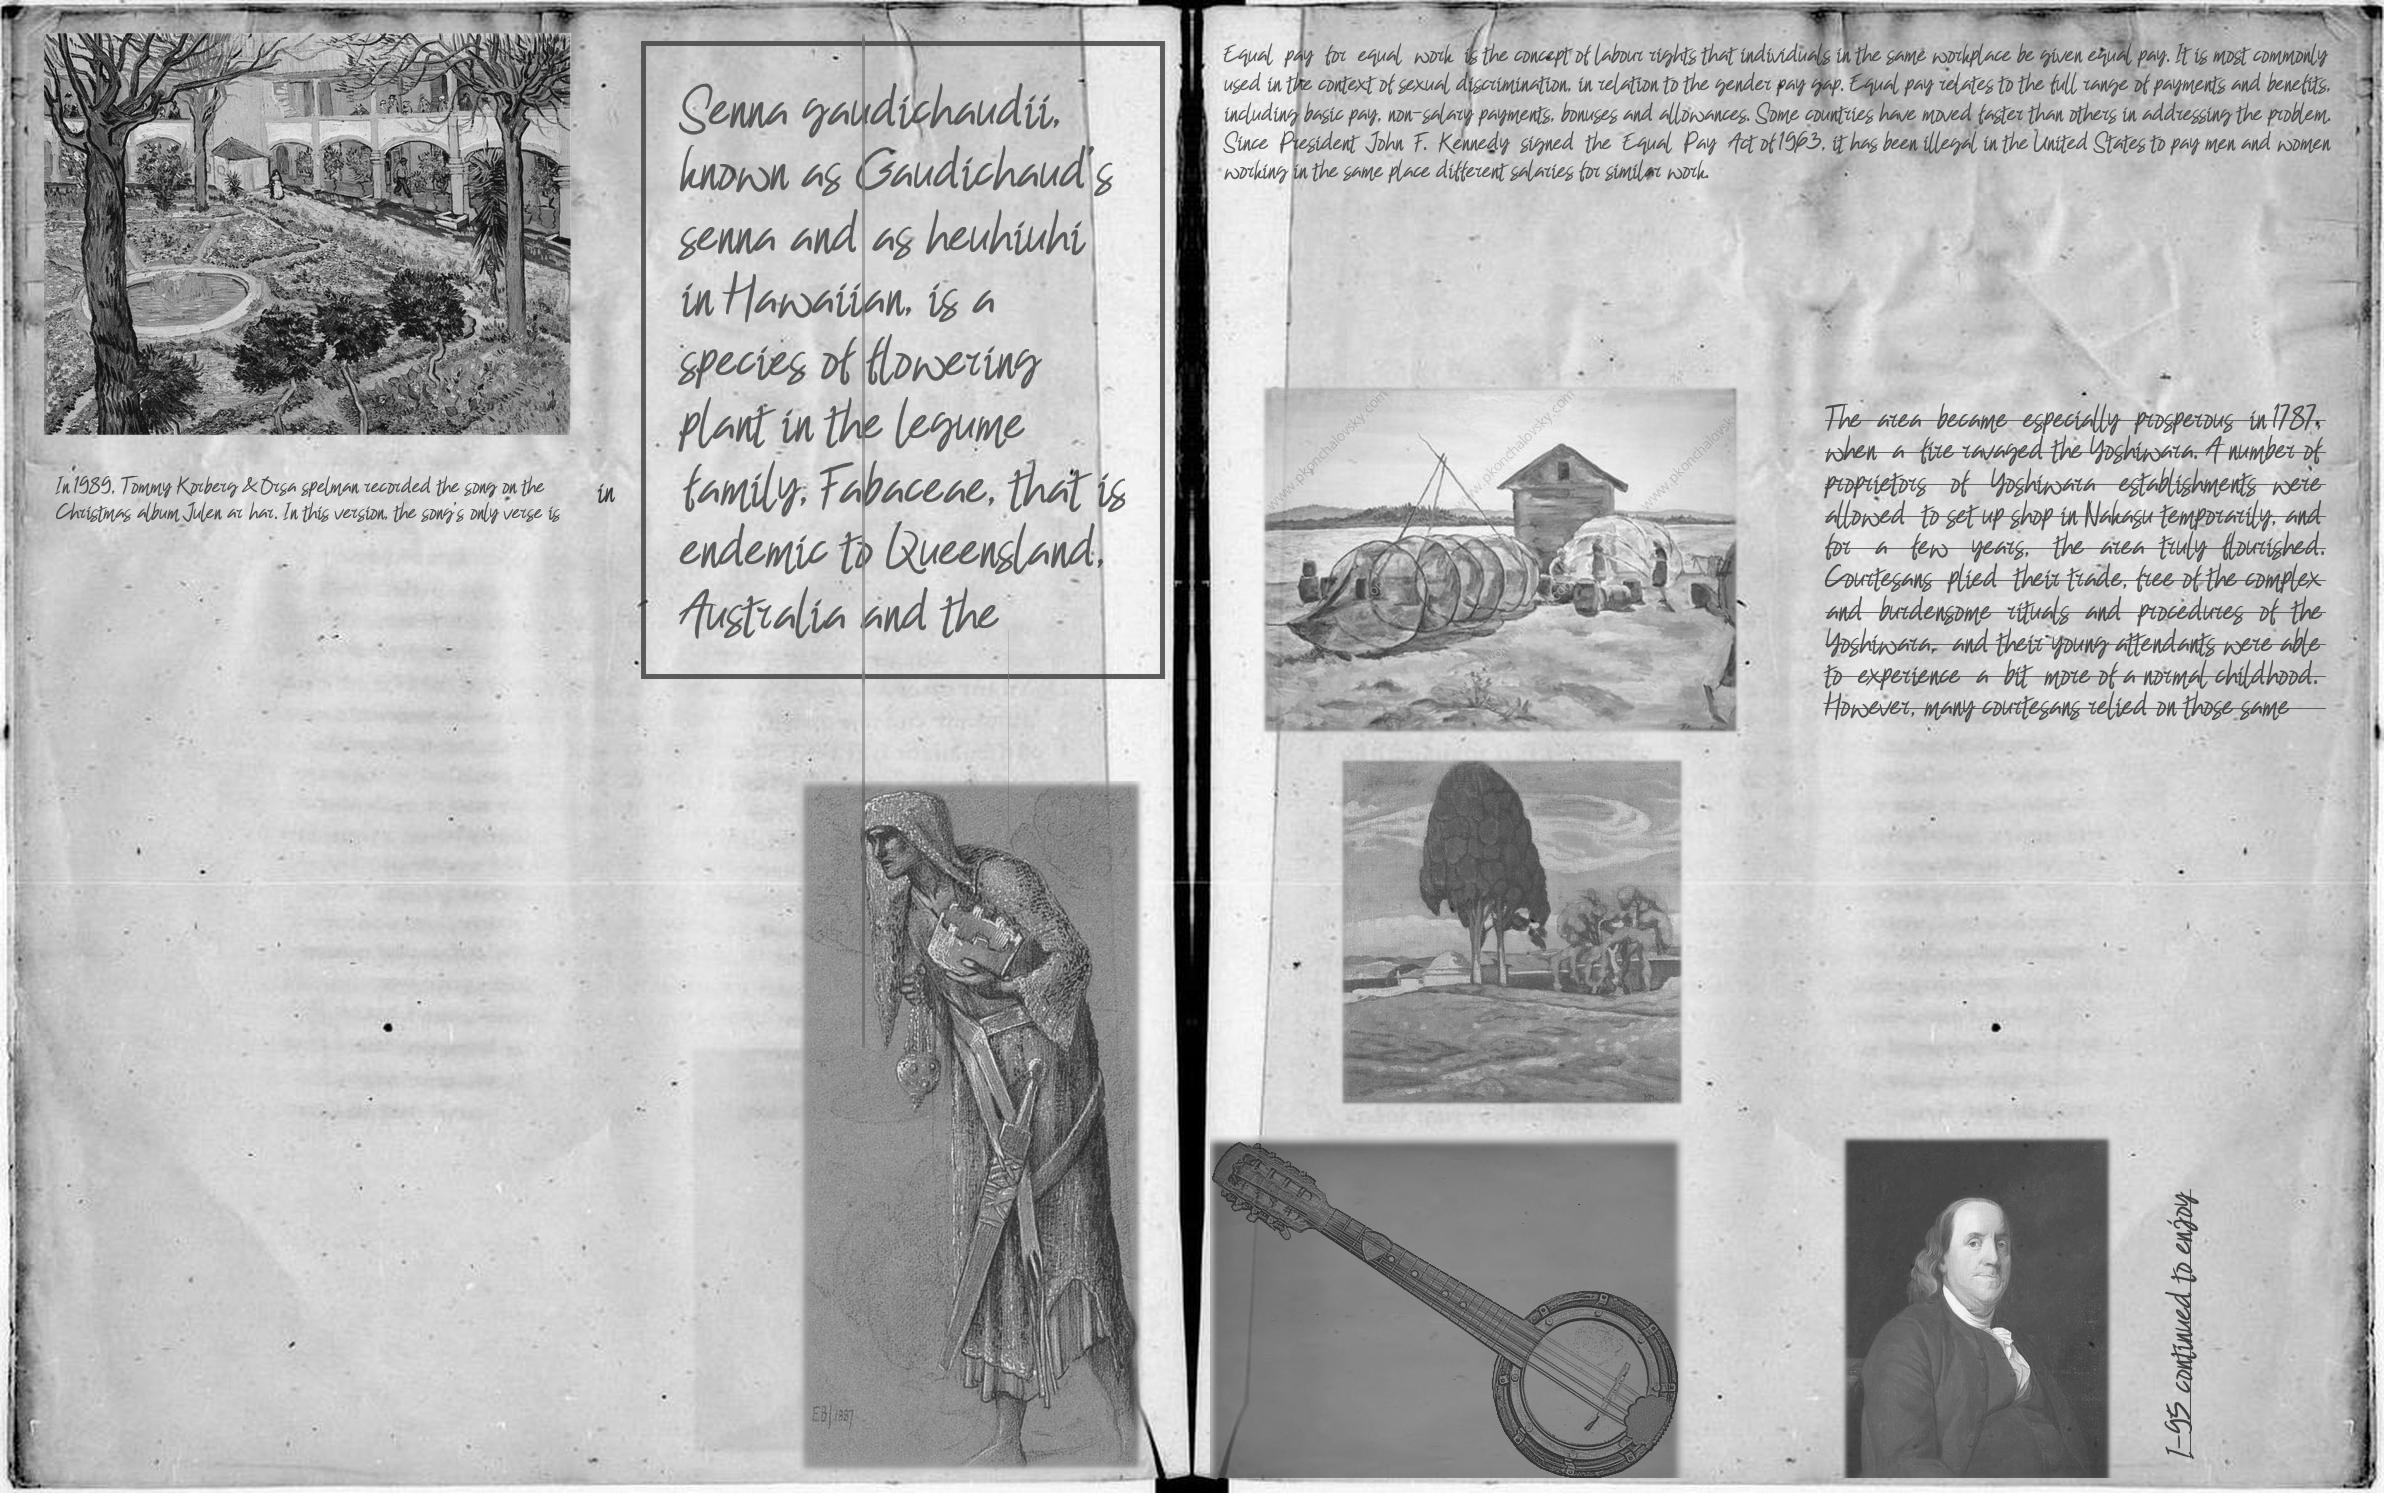 In 1989, Tommy Korberg & Orsa spelman recorded the song on the
Christmas album Julen ar har. In this version, the song's only verse is
in
Senna gaudichaudii,
known as Gaudichaud's
senna and as heuhiuhi
in Hawaiian, is a
species of flowering
plant in the legume
family, Fabaceae, that is
endemic to Queensland,
Australia and the
EB 1887
Equal pay for equal work is the concept of labour rights that individuals in the same workplace be given equal pay. It is most commonly
used in the context of sexual discrimination, in relation to the gender pay gap. Equal pay relates to the full range of payments and benefits,
including basic pay, non-salary payments, bonuses and allowances. Some countries have moved faster than others in addressing the problem.
Since President John F. Kennedy signed the Equal Pay Act of 1963, it has been illegal in the United States to pay men and women
working in the same place different salaries for similar work.
www.pkonchalovsky.com
www.pkonchalovsky.com
The area became especially prosperous in 1787,
when a fire ravaged the Yoshiwara. A number of
proprietors of Yoshiwara establishments were
allowed to set up shop in Nakasu temporarily, and
for a few years, the area truly flourished.
Courtesans plied their trade, free of the complex
and burdensome rituals and procedures of the
Yoshiwara, and their young attendants were able
to experience a bit more of a normal childhood.
However, many courtesans relied on those same
I-95 continued to enjoy